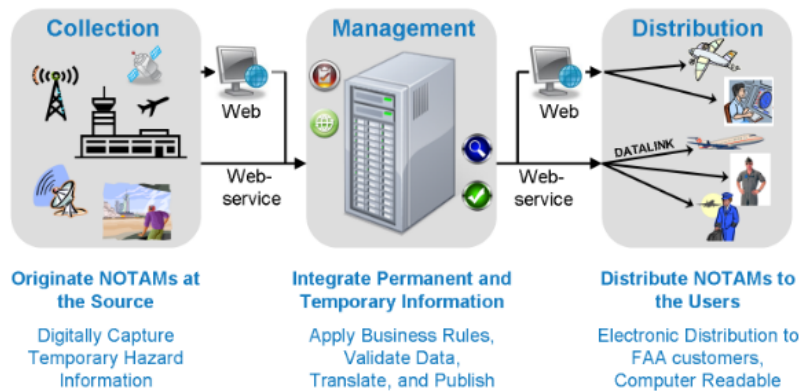 Collection
Management
Distribution
Web
Web
DATALINK
Web-
service
Web-
service
Originate NOTAMs at
the Source
Integrate Permanent and
Temporary Information
Distribute NOTAMs to
the Users
Digitally Capture
Temporary Hazard
Information
Apply Business Rules,
Validate Data,
Translate, and Publish
Electronic Distribution to
FAA customers,
Computer Readable